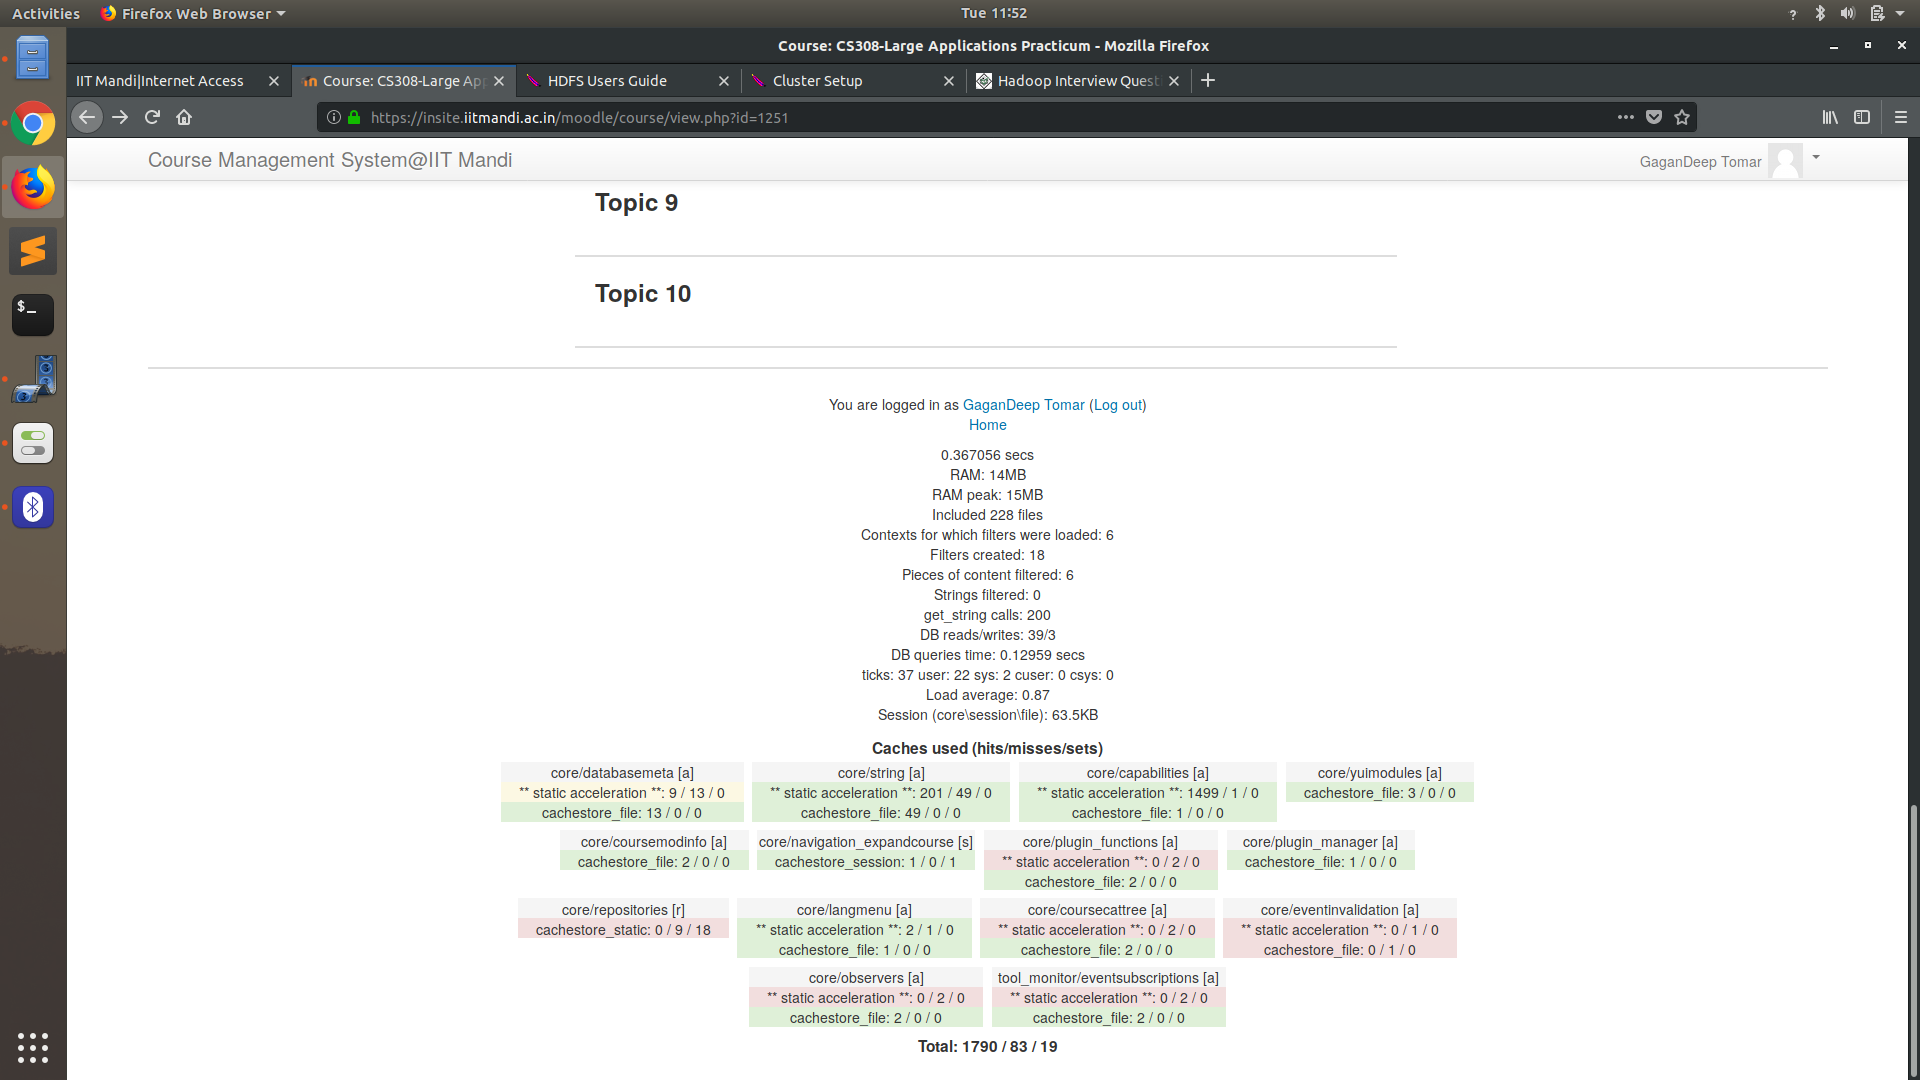 Activities
Firefox Web Browser
Tue 11:52
Course: CS308-Large Applications Practicum - Mozilla Firefox
IIT Mandi|Internet Access
Course: CS308-Large App
HDFS Users Guide
Cluster Setup
Hadoop Interview Quest
https://insite.iitmandi.ac.in/moodle/course/view.php?id=1251
Course Management System@IIT Mandi
GaganDeep Tomar
Topic 9
Topic 10
You are logged in as GaganDeep Tomar (Log out)
Home
0.367056 secs
RAM: 14MB
RAM peak: 15MB
Included 228 files
Contexts for which filters were loaded: 6
Filters created: 18
Pieces of content filtered: 6
Strings filtered: 0
get_string calls: 200
DB reads/writes: 39/3
DB queries time: 0.12959 secs
ticks: 37 user: 22 sys: 2 cuser: 0 csys: 0
Load average: 0.87
Session (core\session\file): 63.5KB
Caches used (hits/misses/sets)
core/databasemeta [a]
** static acceleration **: 9 / 13 / 0
cachestore_file: 13 / 0 / 0
core/string [a]
** static acceleration **: 201 / 49 / 0
cachestore_file: 49 / 0 / 0
core/capabilities [a]
** static acceleration **: 1499 / 1 / 0
cachestore_file: 1 / 0 / 0
core/yuimodules [a]
cachestore_file: 3 / 0 / 0
core/coursemodinfo [a]
cachestore_file: 2 / 0 / 0
core/navigation_expandcourse [s]
cachestore_session: 1 / 0 / 1
core/plugin_functions [a]
** static acceleration **: 0 / 2 / 0
cachestore_file: 2 / 0 / 0
core/plugin_manager [a]
cachestore_file: 1 / 0 / 0
core/repositories [r]
cachestore_static: 0 / 9 / 18
core/langmenu [a]
** static acceleration **: 2 / 1 / 0
cachestore_file: 1 / 0 / 0
core/coursecattree [a]
** static acceleration **: 0 / 2 / 0
cachestore_file: 2 / 0 / 0
core/eventinvalidation [a]
** static acceleration **: 0 / 1 / 0
cachestore_file: 0 / 1 / 0
core/observers [a]
** static acceleration **: 0 / 2 / 0
cachestore_file: 2 / 0 / 0
tool_monitor/eventsubscriptions [a]
** static acceleration **: 0 / 2 / 0
cachestore_file: 2 / 0 / 0
Total: 1790 / 83 / 19